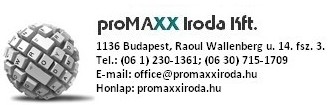 proMAXX Iroda Kft.
1136 Budapest, Raoul Wallenberg u. 14. fsz. 3.
Tel.: (06 1) 230-1361; (06 30) 715-1709
E-mail: office@promaxxiroda.hu
Honlap: promaxxiroda.hu